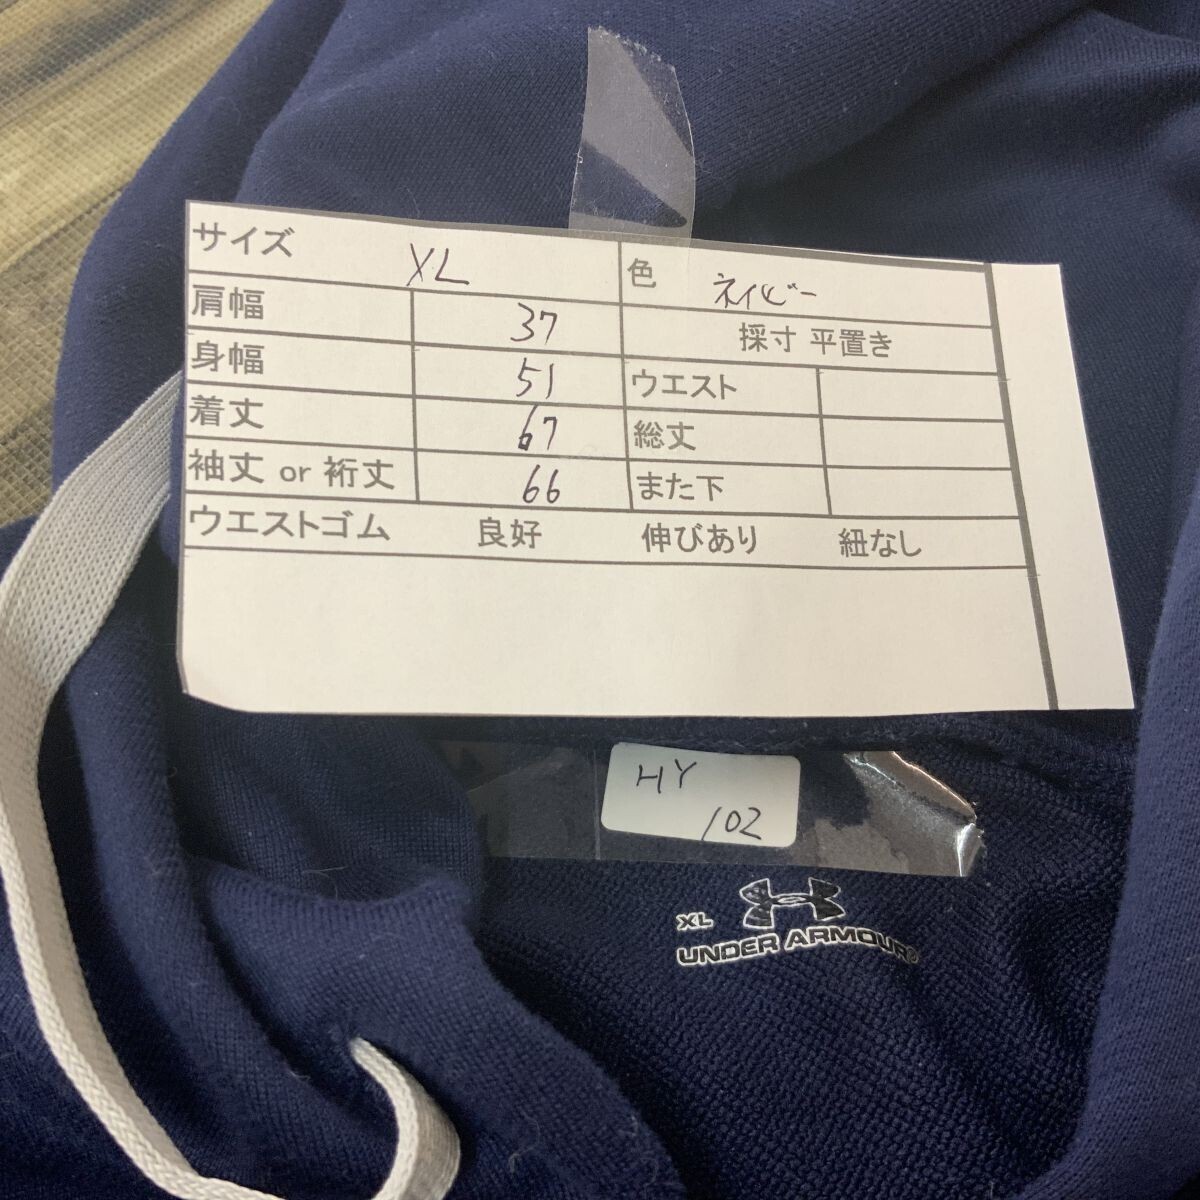 サイズ XL 色 ネイビー
肩幅 37 採寸 平置き
身幅 51 ウエスト
着丈 67 総丈
袖丈 or 裄丈 66 また下
ウエストゴム 良好 伸びあり 紐なし
HY
102
XL
UNDER ARMOUR®